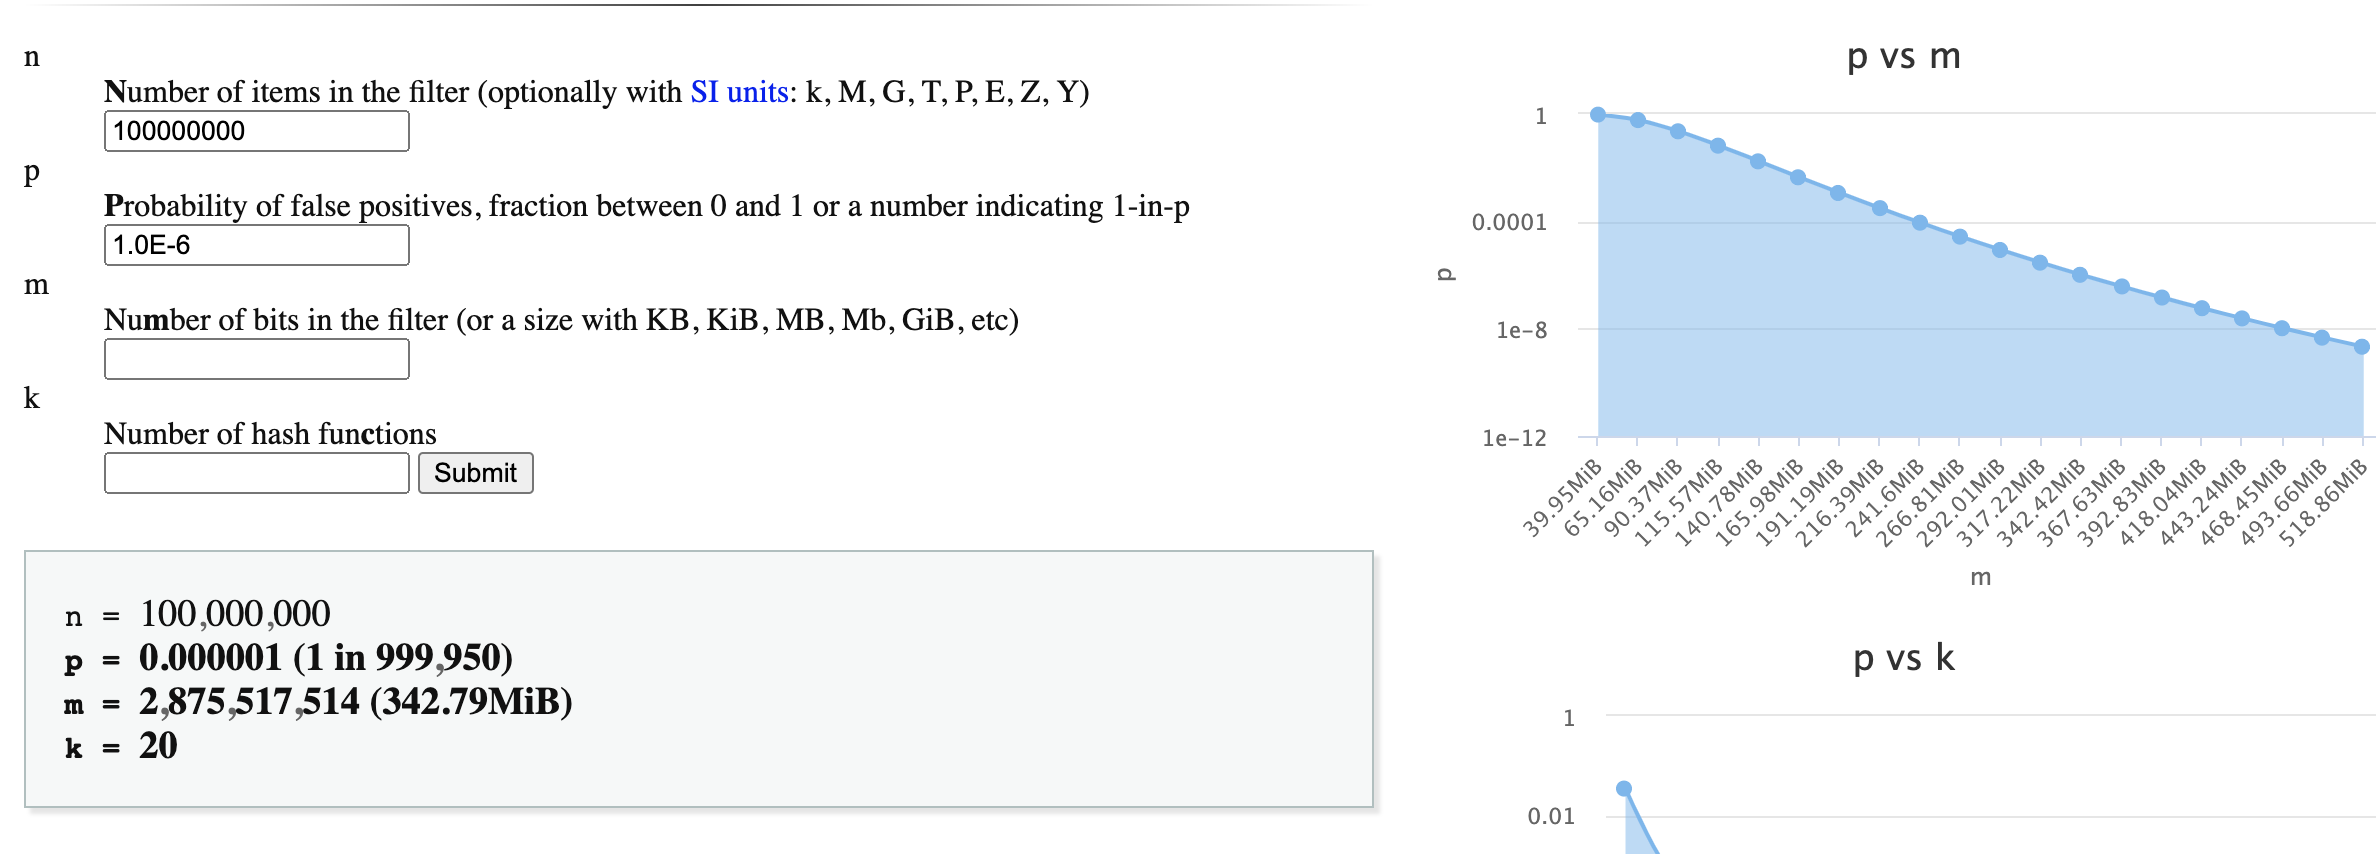 n
Number of items in the filter (optionally with SI units: k, M, G, T, P, E, Z, Y)
100000000
p
Probability of false positives, fraction between 0 and 1 or a number indicating 1-in-p
1.0E-6
m
Number of bits in the filter (or a size with KB, KiB, MB, Mb, GiB, etc)
k
Number of hash functions
Submit
n = 100,000,000
p = 0.000001 (1 in 999,950)
m = 2,875,517,514 (342.79MiB)
k = 20
p vs m
1
0.0001
1e-8
1e-12
p
39.95MiB
65.16MiB
90.37MiB
115.57MiB
140.78MiB
165.98MiB
191.19MiB
216.39MiB
241.6MiB
266.81MiB
292.01MiB
317.22MiB
342.42MiB
367.63MiB
392.83MiB
418.04MiB
443.24MiB
468.45MiB
493.66MiB
518.86MiB
m
p vs k
1
0.01